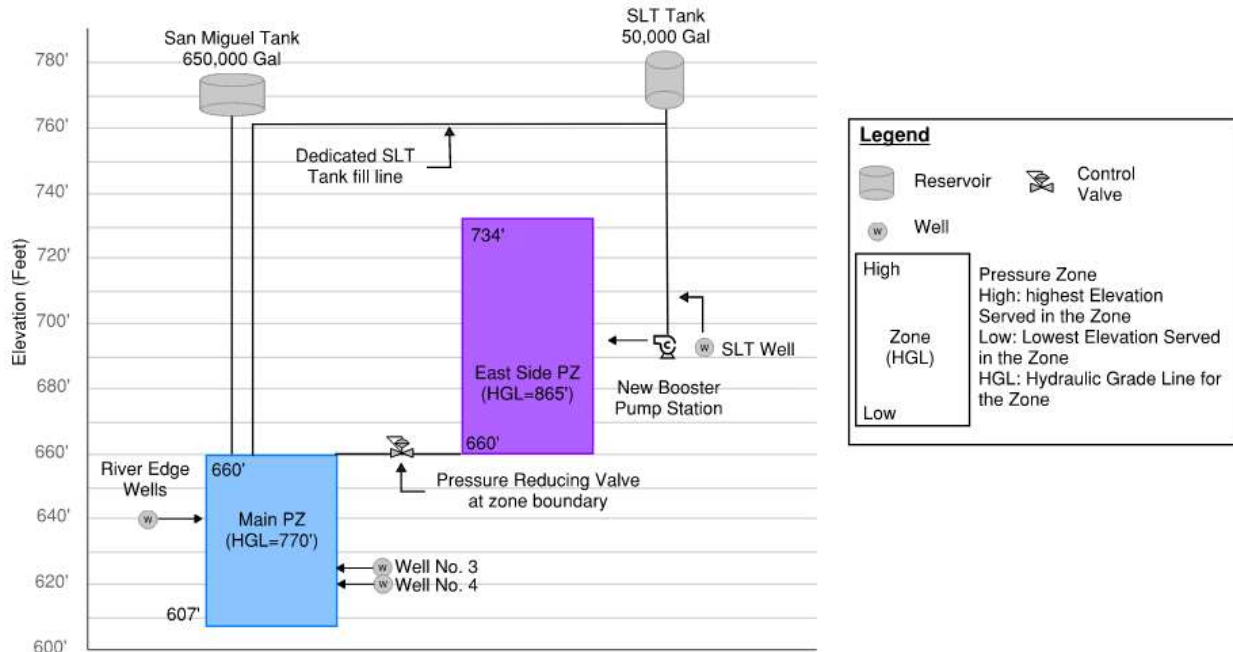 San Miguel Tank
650,000 Gal
SLT Tank
50,000 Gal
780'
760'
740'
720'
700'
680'
660'
640'
620'
600'
Elevation (Feet)
Dedicated SLT
Tank fill line
734'
East Side PZ
(HGL=865')
660'
W
SLT Well
New Booster
Pump Station
Pressure Reducing Valve
at zone boundary
River Edge
Wells
W
660'
Main PZ
(HGL=770')
607'
W
Well No. 3
W
Well No. 4
Legend
Reservoir
Control
Valve
W
Well
High
Zone
(HGL)
Low
Pressure Zone
High: highest Elevation
Served in the Zone
Low: Lowest Elevation Served
in the Zone
HGL: Hydraulic Grade Line for
the Zone